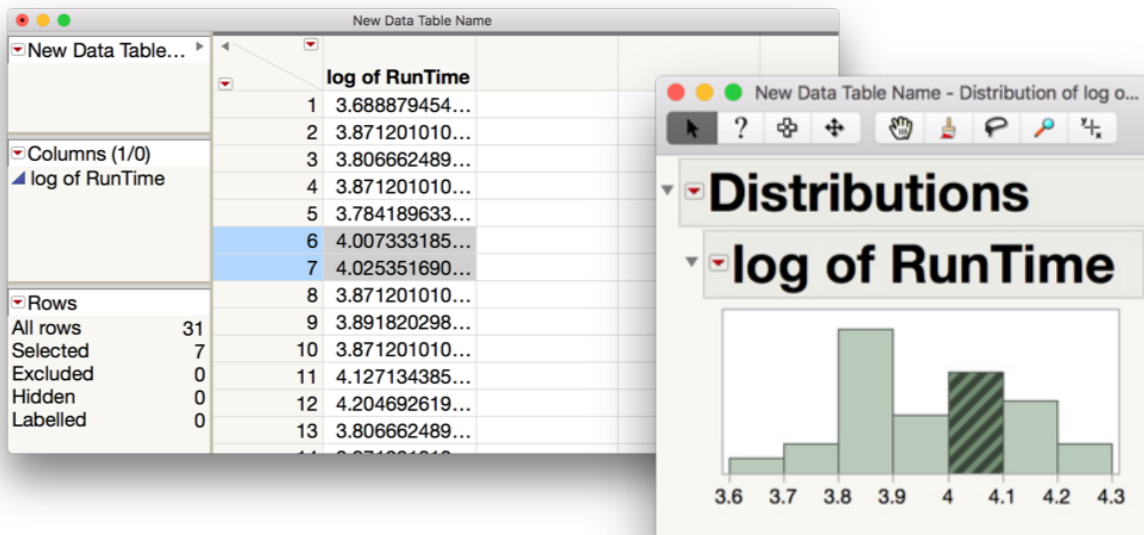 New Data Table Name
New Data Table...
log of RunTime
1 3.688879454...
2 3.871201010...
3 3.806662489...
4 3.871201010...
5 3.784189633...
6 4.007333185...
7 4.025351690...
8 3.871201010...
9 3.891820298...
10 3.871201010...
11 4.127134385...
12 4.204692619...
13 3.806662489...
Columns (1/0)
log of RunTime
Rows
All rows 31
Selected 7
Excluded 0
Hidden 0
Labelled 0
New Data Table Name - Distribution of log o...
?
Distributions
log of RunTime
3.6 3.7 3.8 3.9 4 4.1 4.2 4.3